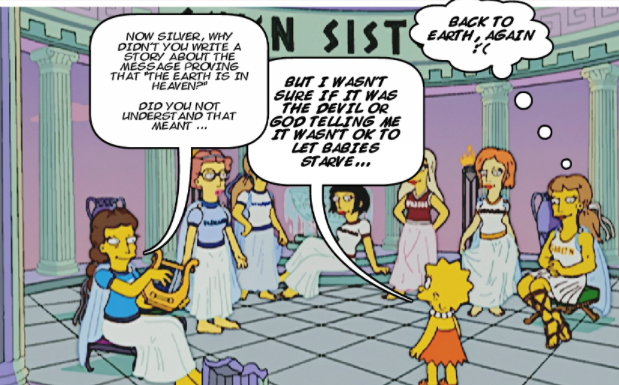 SISTE
NOW SILVER, WHY
DIDN'T YOU WRITE A
STORY ABOUT THE
MESSAGE PROVING
THAT "THE EARTH IS IN
HEAVEN?"
DID YOU NOT
UNDERSTAND THAT
MEANT ...
BUT I WASN'T
SURE IF IT WAS
THE DEVIL OR
GOD TELLING ME
IT WASN'T OK TO
LET BABIES
STARVE...
BACK TO
EARTH, AGAIN
:'(